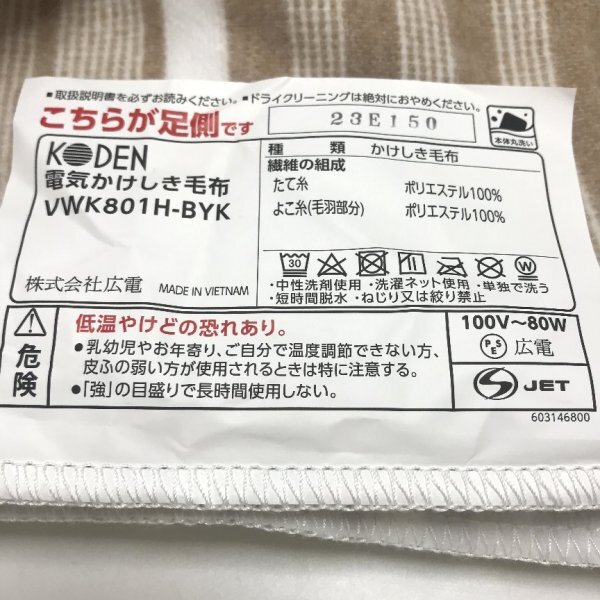 ■取扱説明書を必ずお読みください。■ドライクリーニングは絶対におやめください。
こちらが足側です
23E150
本体丸洗い
KODEN
電気かけしき毛布
VWK801H-BYK
株式会社広電 MADE IN VIETNAM
種類 かけしき毛布
繊維の組成
たて糸 ポリエステル100%
よこ糸(毛羽部分) ポリエステル100%
30
W
・中性洗剤使用・洗濯ネット使用・単独で洗う
・短時間脱水・ねじり又は絞り禁止
危険
低温やけどの恐れあり。
●乳幼児やお年寄り、ご自分で温度調節できない方、
皮ふの弱い方が使用されるときは特に注意する。
●「強」の目盛りで長時間使用しない。
100V～80W
PSE 広電
JET
603146800